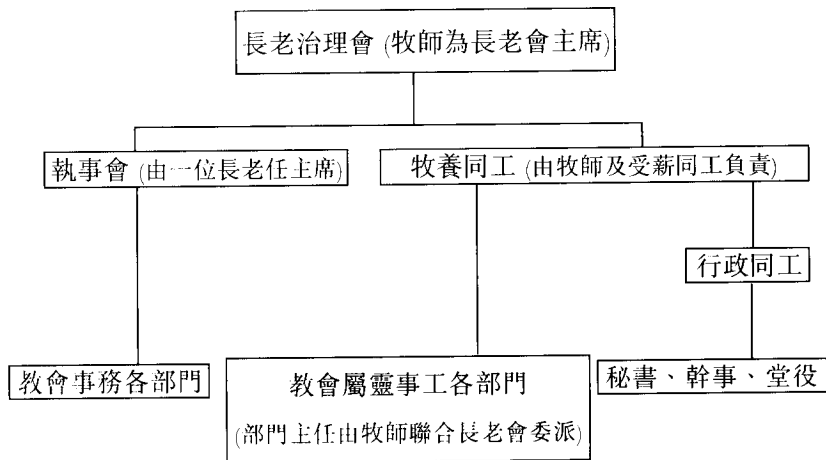 長老治理會 (牧師為長老會主席)
執事會 (由一位長老任主席)
牧養同工 (由牧師及受薪同工負責)
行政同工
教會事務各部門
教會屬靈事工各部門
(部門主任由牧師聯合長老會委派)
秘書、幹事、堂役